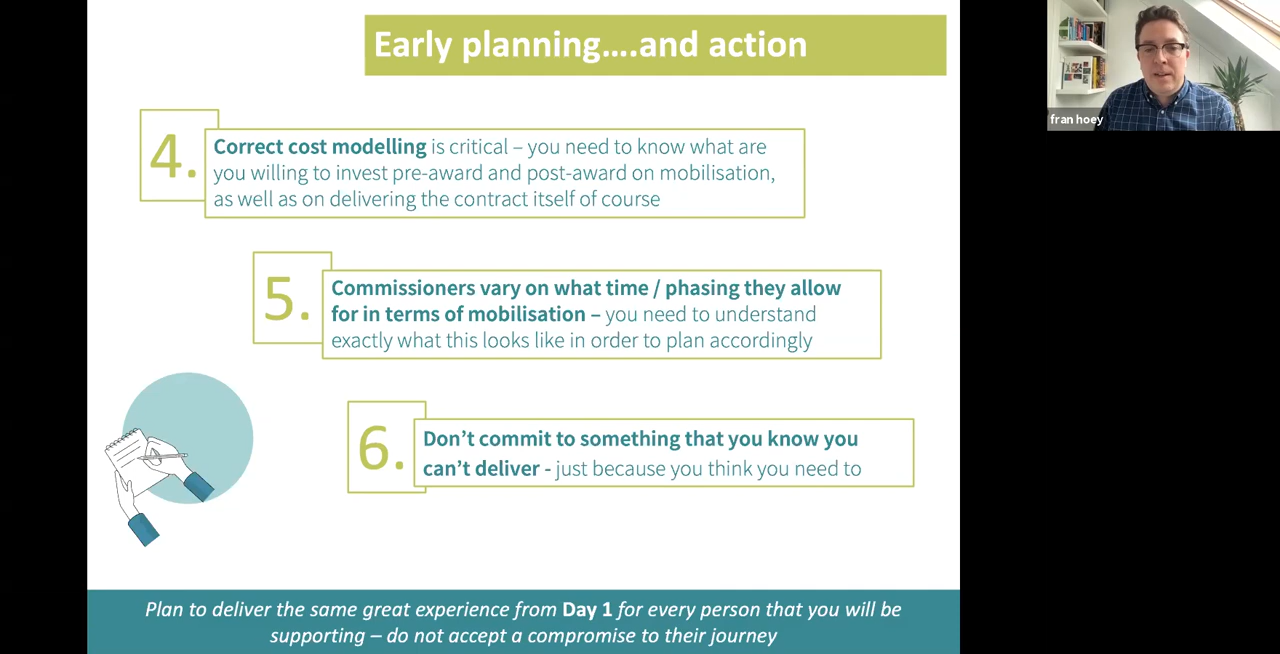 Early planning....and action
fran hoey
4.
Correct cost modelling is critical – you need to know what are
you willing to invest pre-award and post-award on mobilisation,
as well as on delivering the contract itself of course
5.
Commissioners vary on what time / phasing they allow
for in terms of mobilisation – you need to understand
exactly what this looks like in order to plan accordingly
6.
Don’t commit to something that you know you
can’t deliver - just because you think you need to
Plan to deliver the same great experience from Day 1 for every person that you will be
supporting – do not accept a compromise to their journey